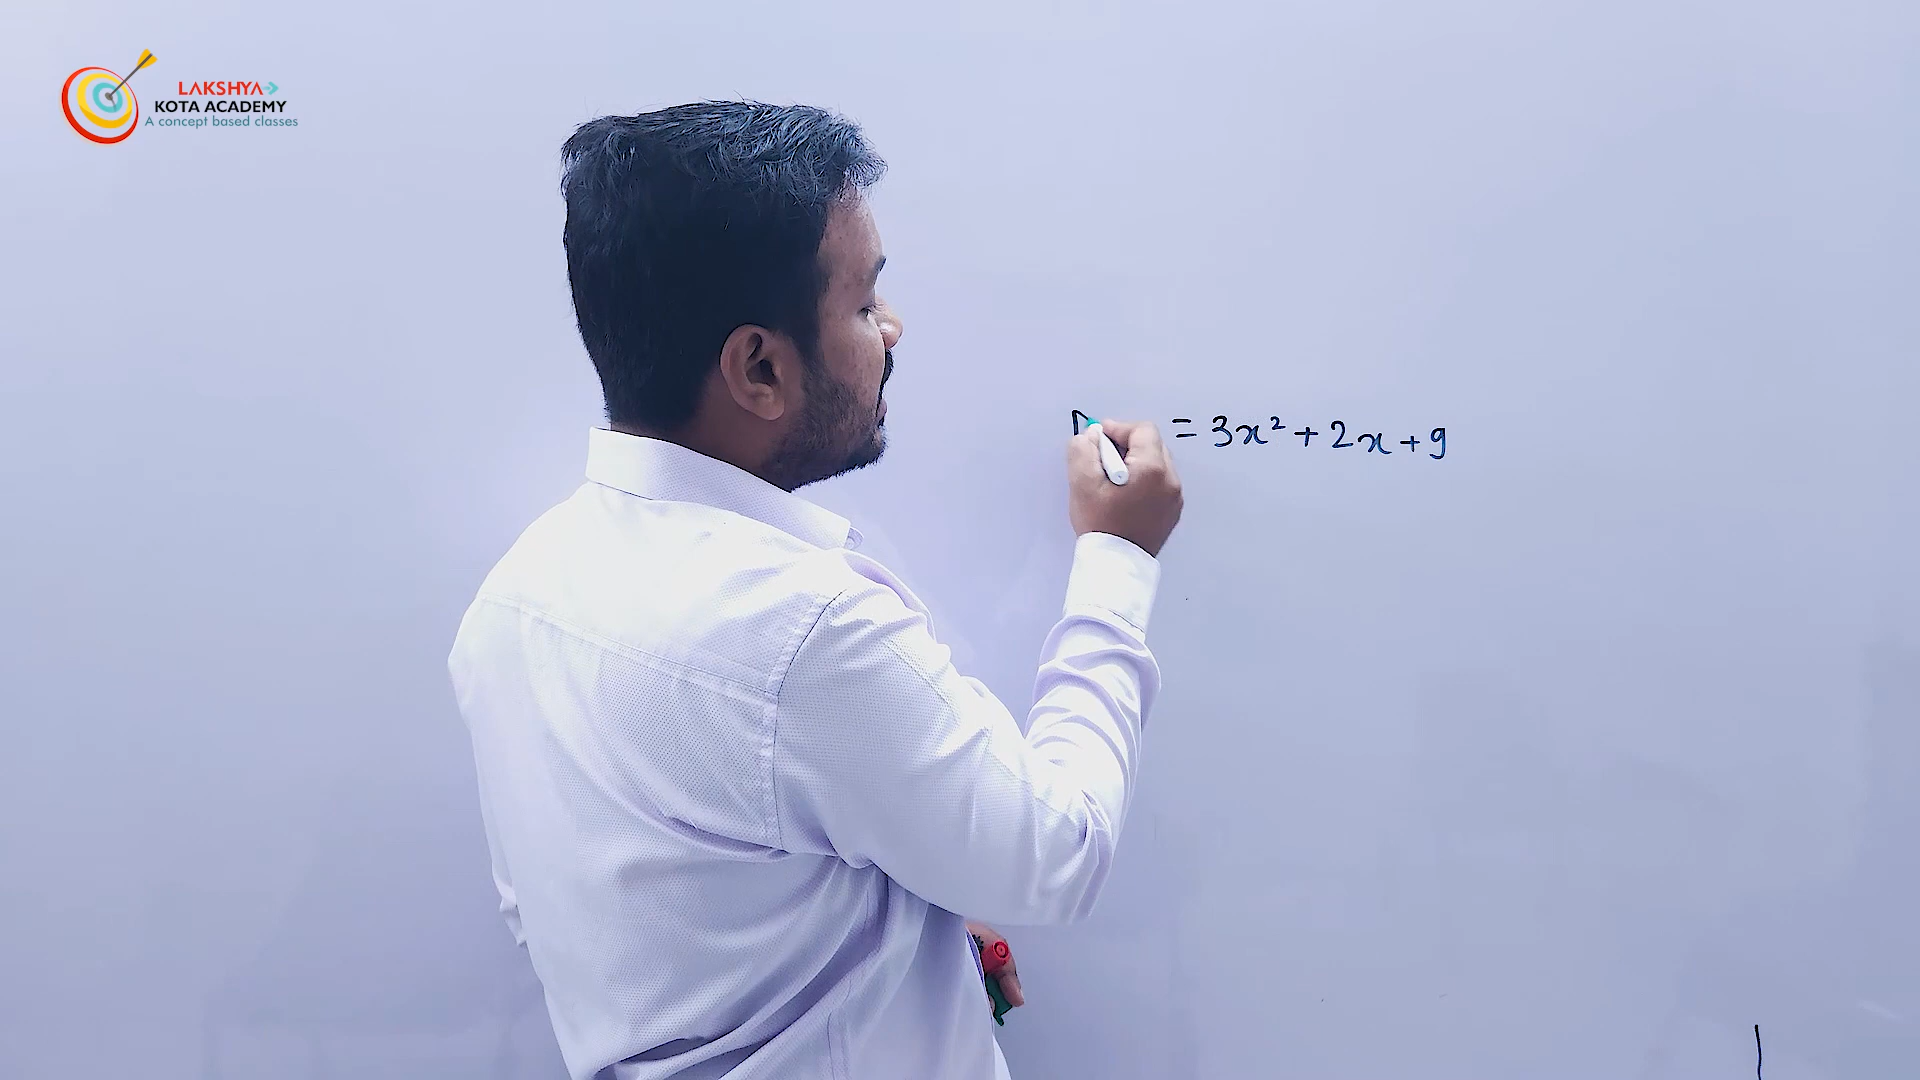 LAKSHYA
KOTA ACADEMY
A concept based classes
= 3x² + 2x + 9